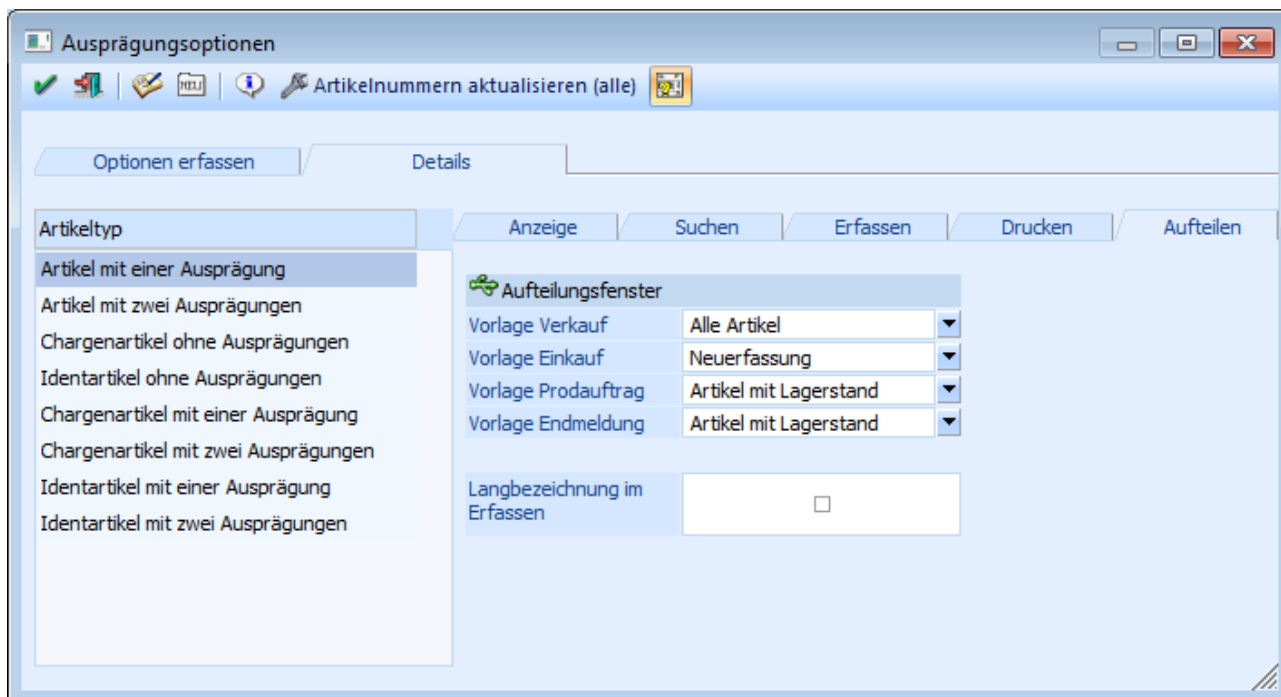 Ausprägungsoptionen
NEU Artikelnummern aktualisieren (alle)
Optionen erfassen Details
Artikeltyp
Artikel mit einer Ausprägung
Artikel mit zwei Ausprägungen
Chargenartikel ohne Ausprägungen
Identartikel ohne Ausprägungen
Chargenartikel mit einer Ausprägung
Chargenartikel mit zwei Ausprägungen
Identartikel mit einer Ausprägung
Identartikel mit zwei Ausprägungen
Anzeige Suchen Erfassen Drucken Aufteilen
Aufteilungsfenster
Vorlage Verkauf Alle Artikel
Vorlage Einkauf Neuerfassung
Vorlage Prodauftrag Artikel mit Lagerstand
Vorlage Endmeldung Artikel mit Lagerstand
Langbezeichnung im
Erfassen